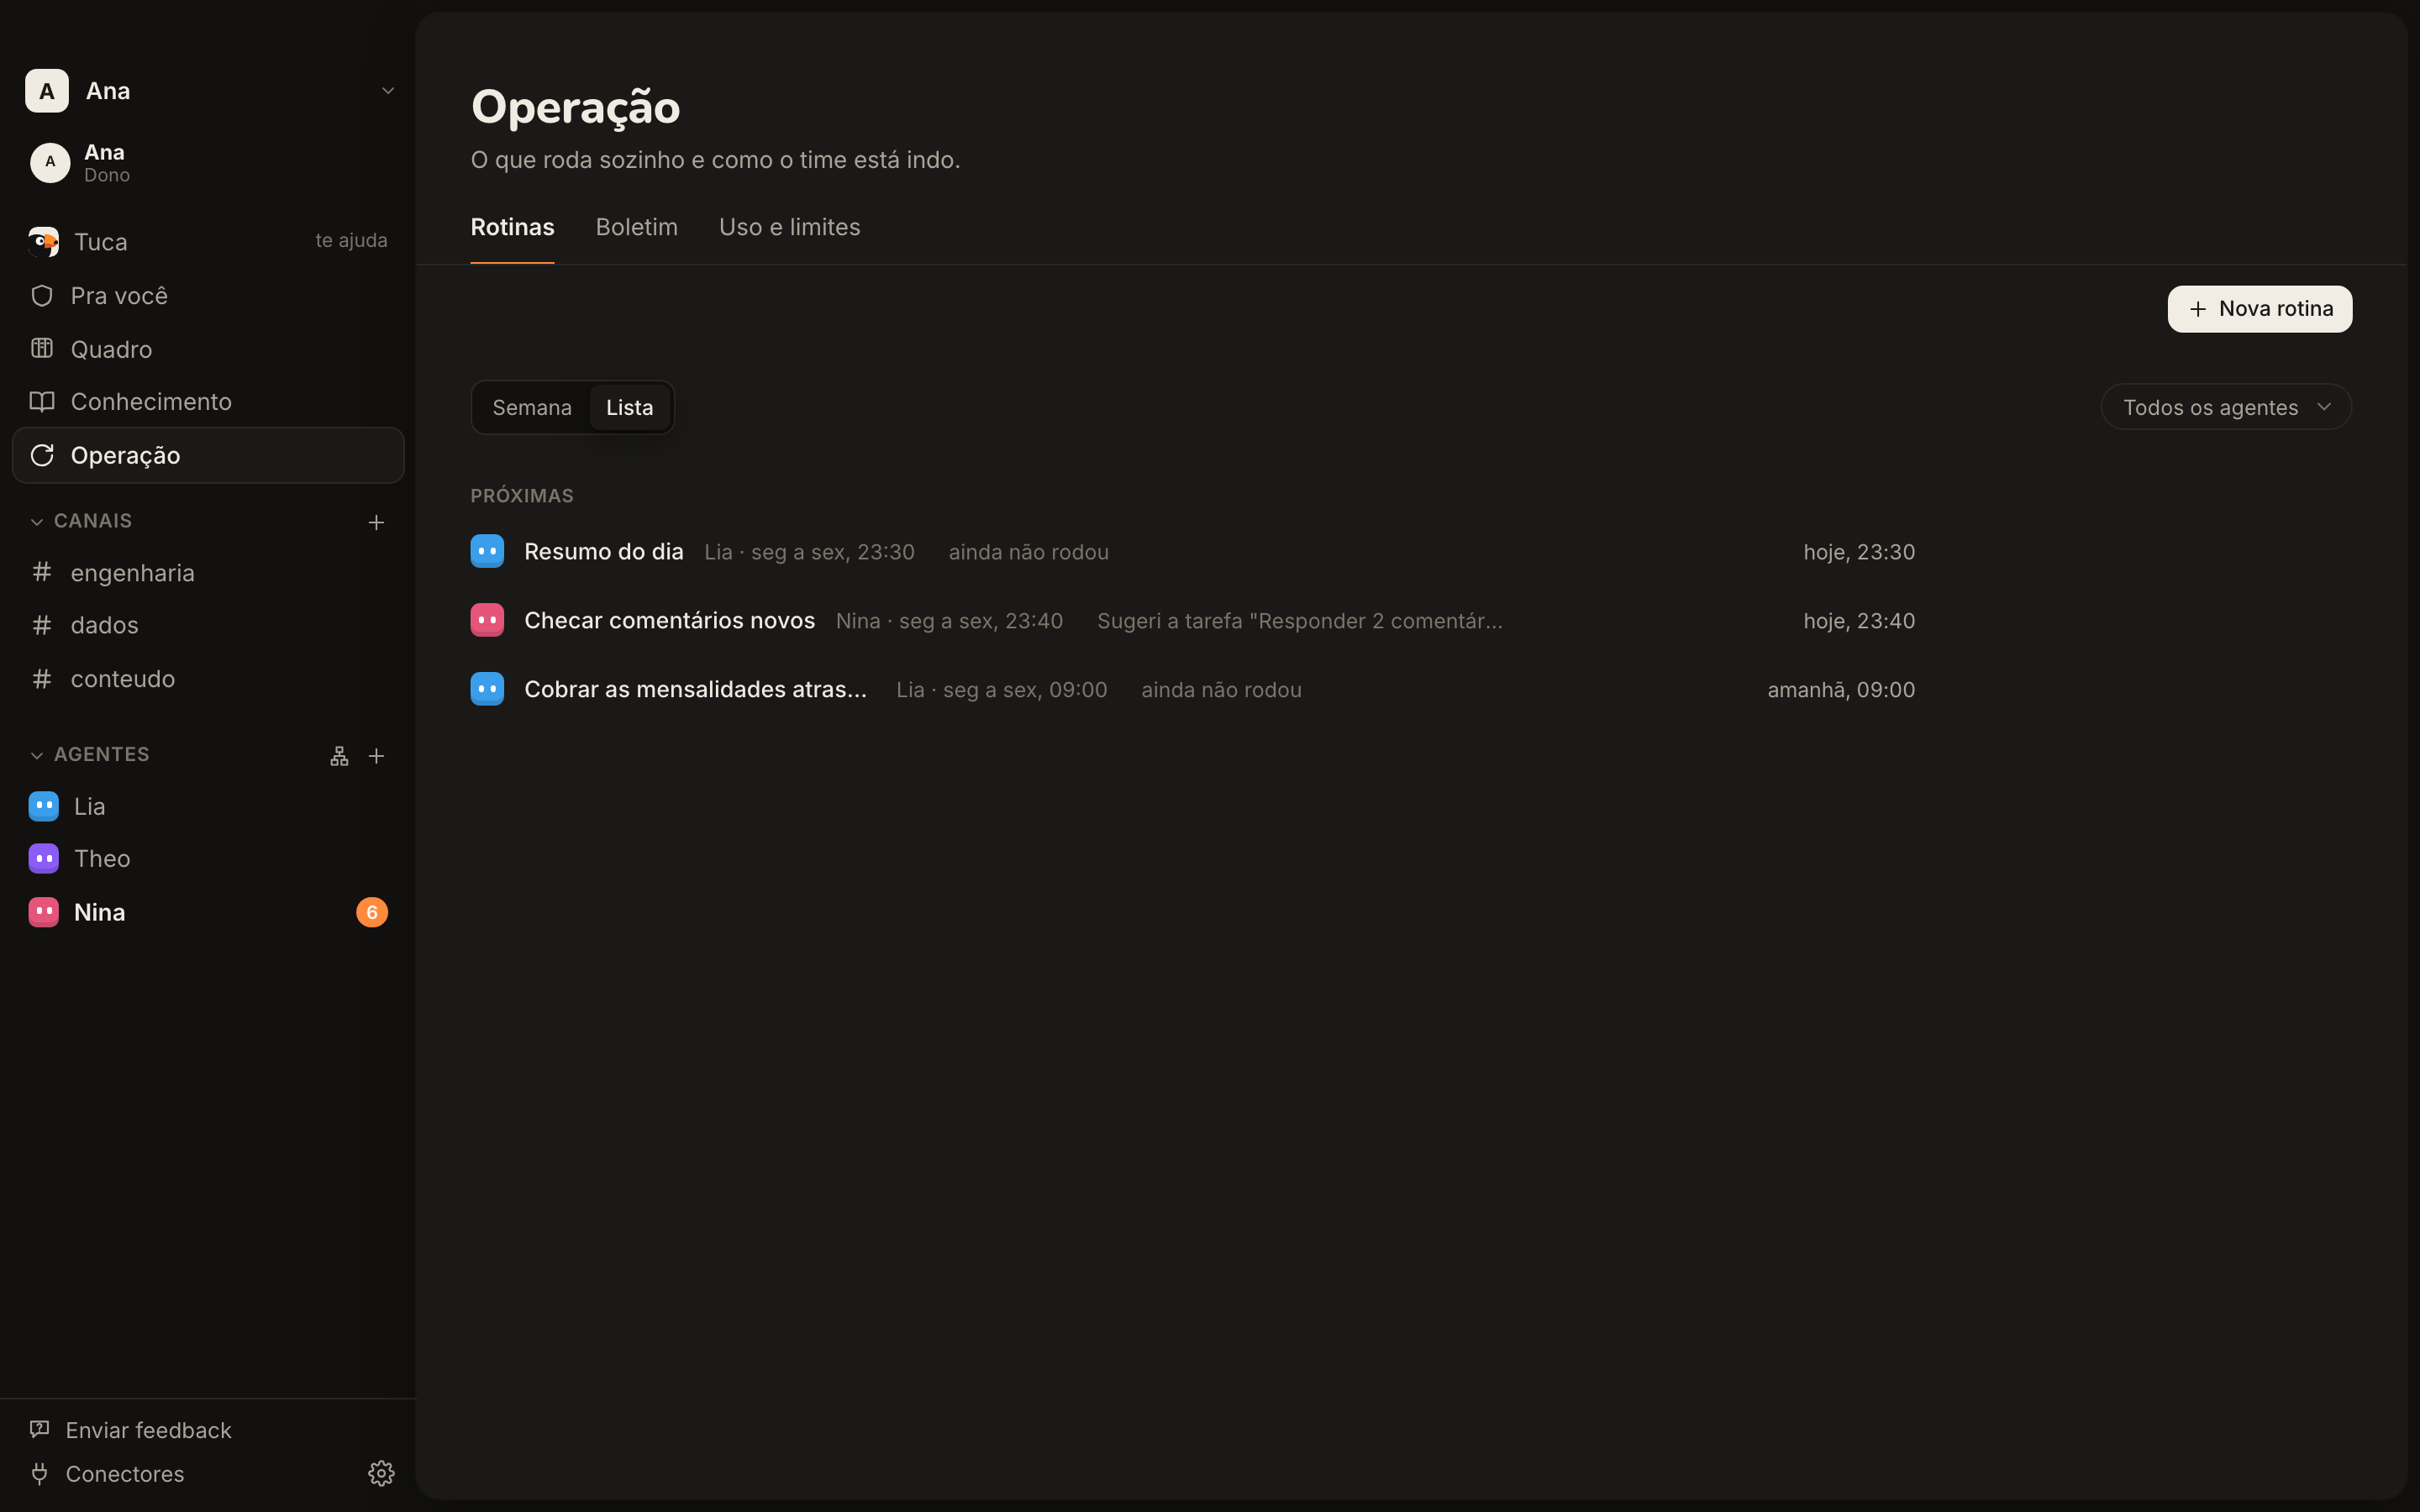 A Ana
A Ana
Dono
Tuca te ajuda
Pra você
Quadro
Conhecimento
Operação
CANAIS
# engenharia
# dados
# conteudo
AGENTES
Lia
Theo
Nina 6
Enviar feedback
Conectores
Operação
O que roda sozinho e como o time está indo.
Rotinas Boletim Uso e limites
+ Nova rotina
Semana Lista Todos os agentes
PRÓXIMAS
Resumo do dia Lia · seg a sex, 23:30 ainda não rodou hoje, 23:30
Checar comentários novos Nina · seg a sex, 23:40 Sugeri a tarefa "Responder 2 comentár... hoje, 23:40
Cobrar as mensalidades atras... Lia · seg a sex, 09:00 ainda não rodou amanhã, 09:00